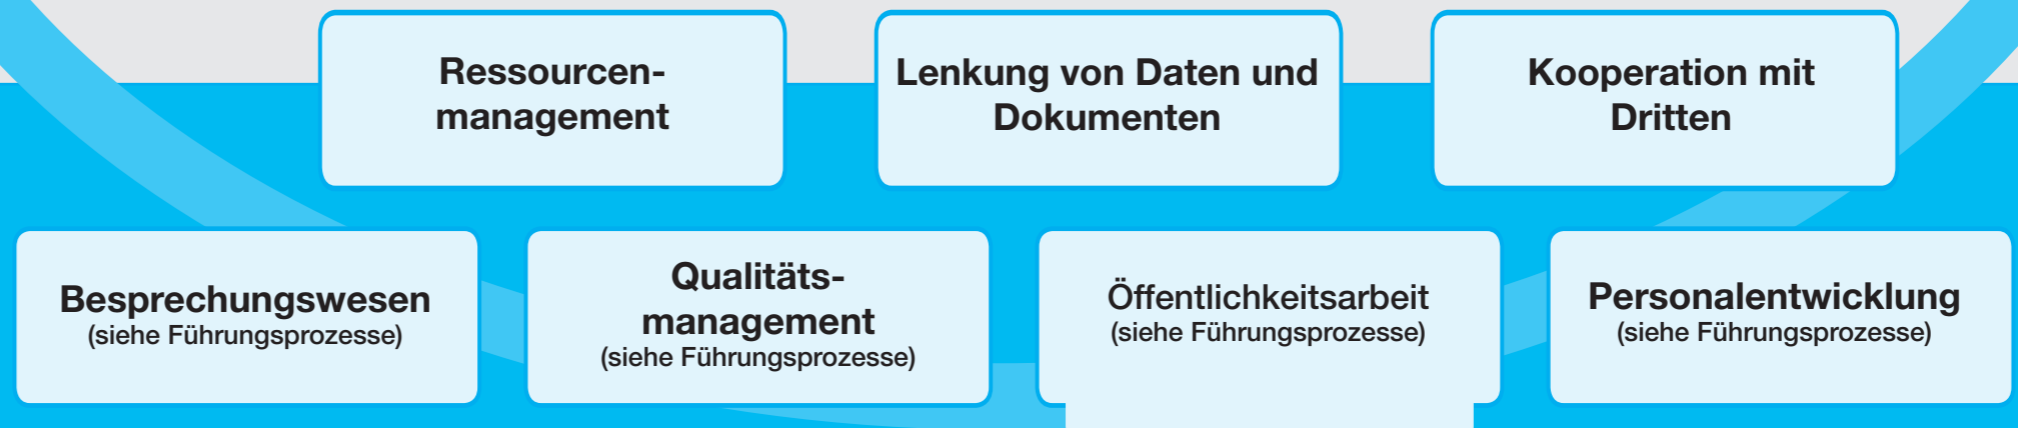 Ressourcen-
management
Lenkung von Daten und
Dokumenten
Kooperation mit
Dritten
Besprechungswesen
(siehe Führungsprozesse)
Qualitäts-
management
(siehe Führungsprozesse)
Öffentlichkeitsarbeit
(siehe Führungsprozesse)
Personalentwicklung
(siehe Führungsprozesse)